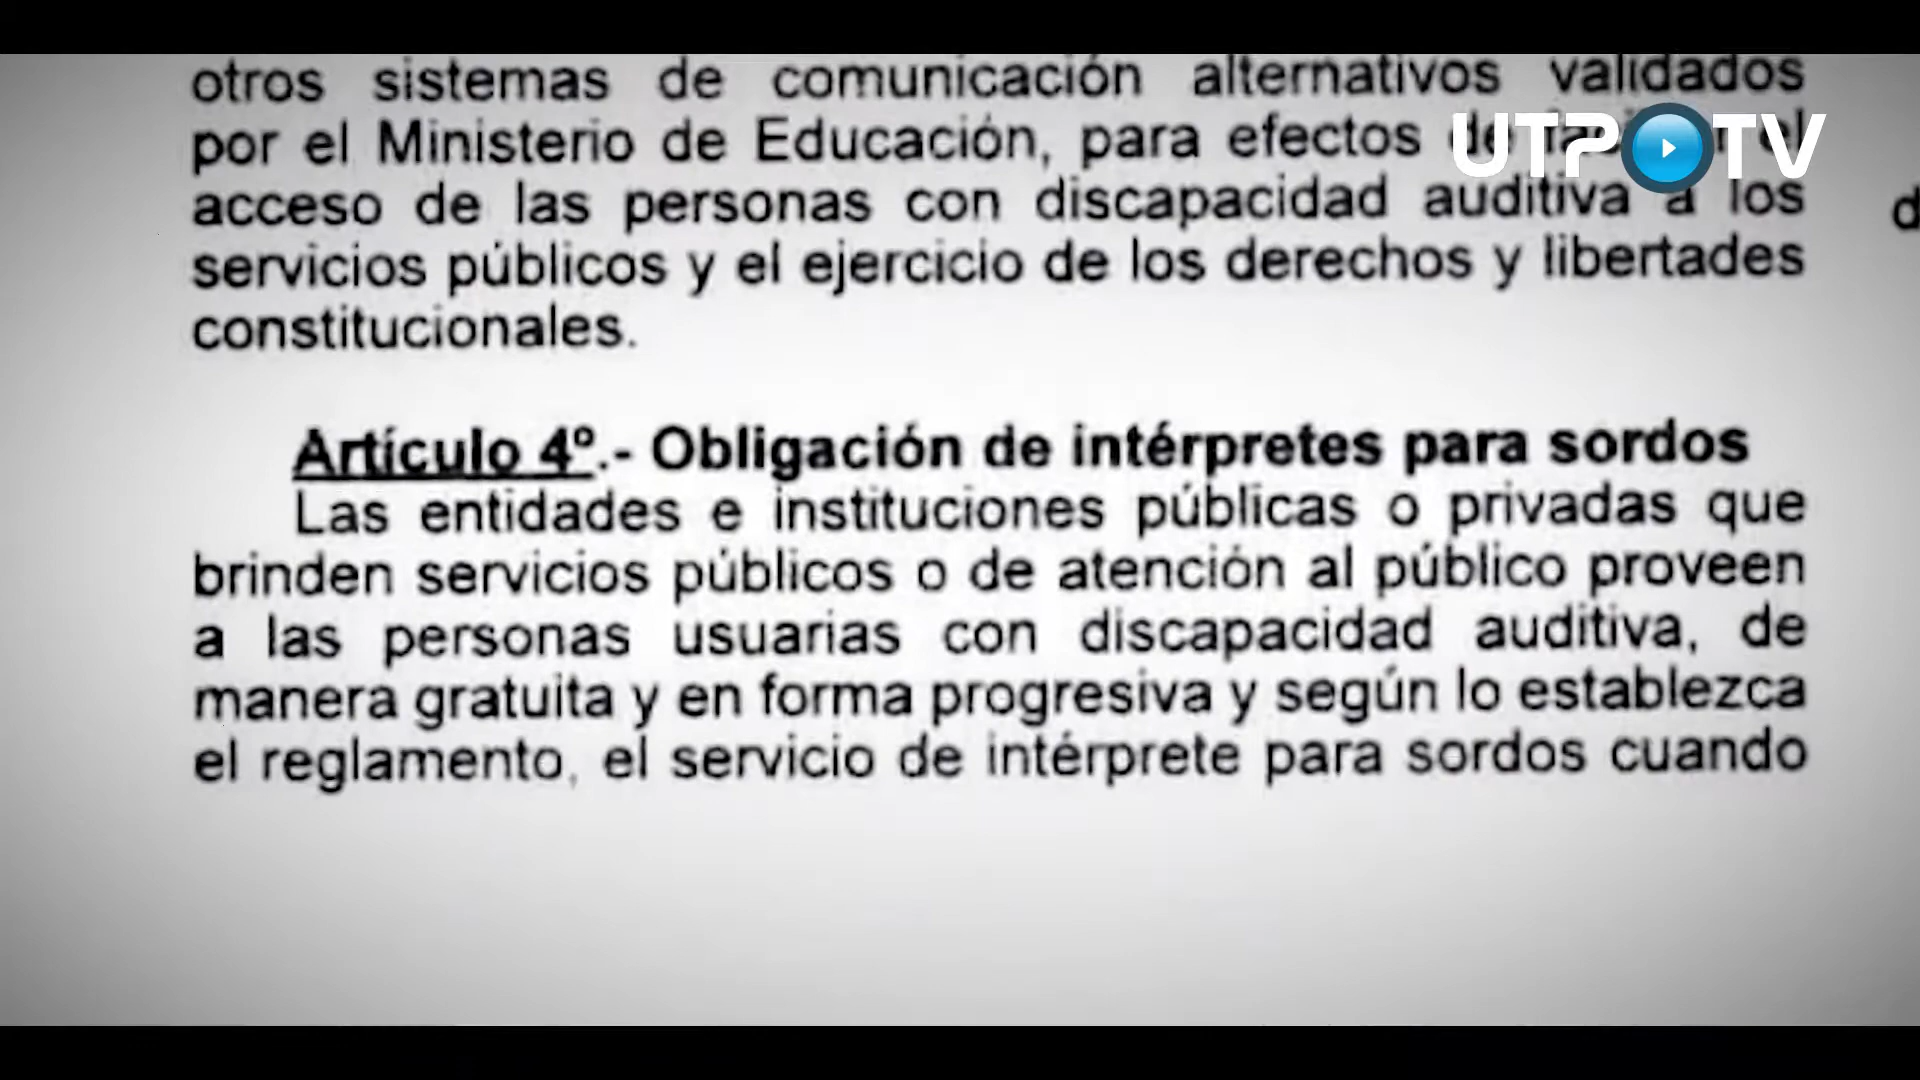 otros sistemas de comunicación alternativos validados
por el Ministerio de Educación, para efectos de
UTP TV
acceso de las personas con discapacidad auditiva a los
servicios públicos y el ejercicio de los derechos y libertades
constitucionales.
Artículo 4º.- Obligación de intérpretes para sordos
Las entidades e instituciones públicas o privadas que
brinden servicios públicos o de atención al público proveen
a las personas usuarias con discapacidad auditiva, de
manera gratuita y en forma progresiva y según lo establezca
el reglamento, el servicio de intérprete para sordos cuando